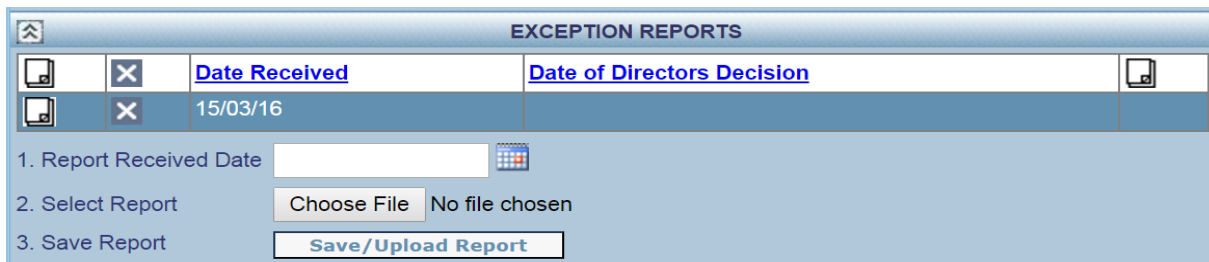 EXCEPTION REPORTS
Date Received Date of Directors Decision
15/03/16
1. Report Received Date
2. Select Report Choose File No file chosen
3. Save Report Save/Upload Report